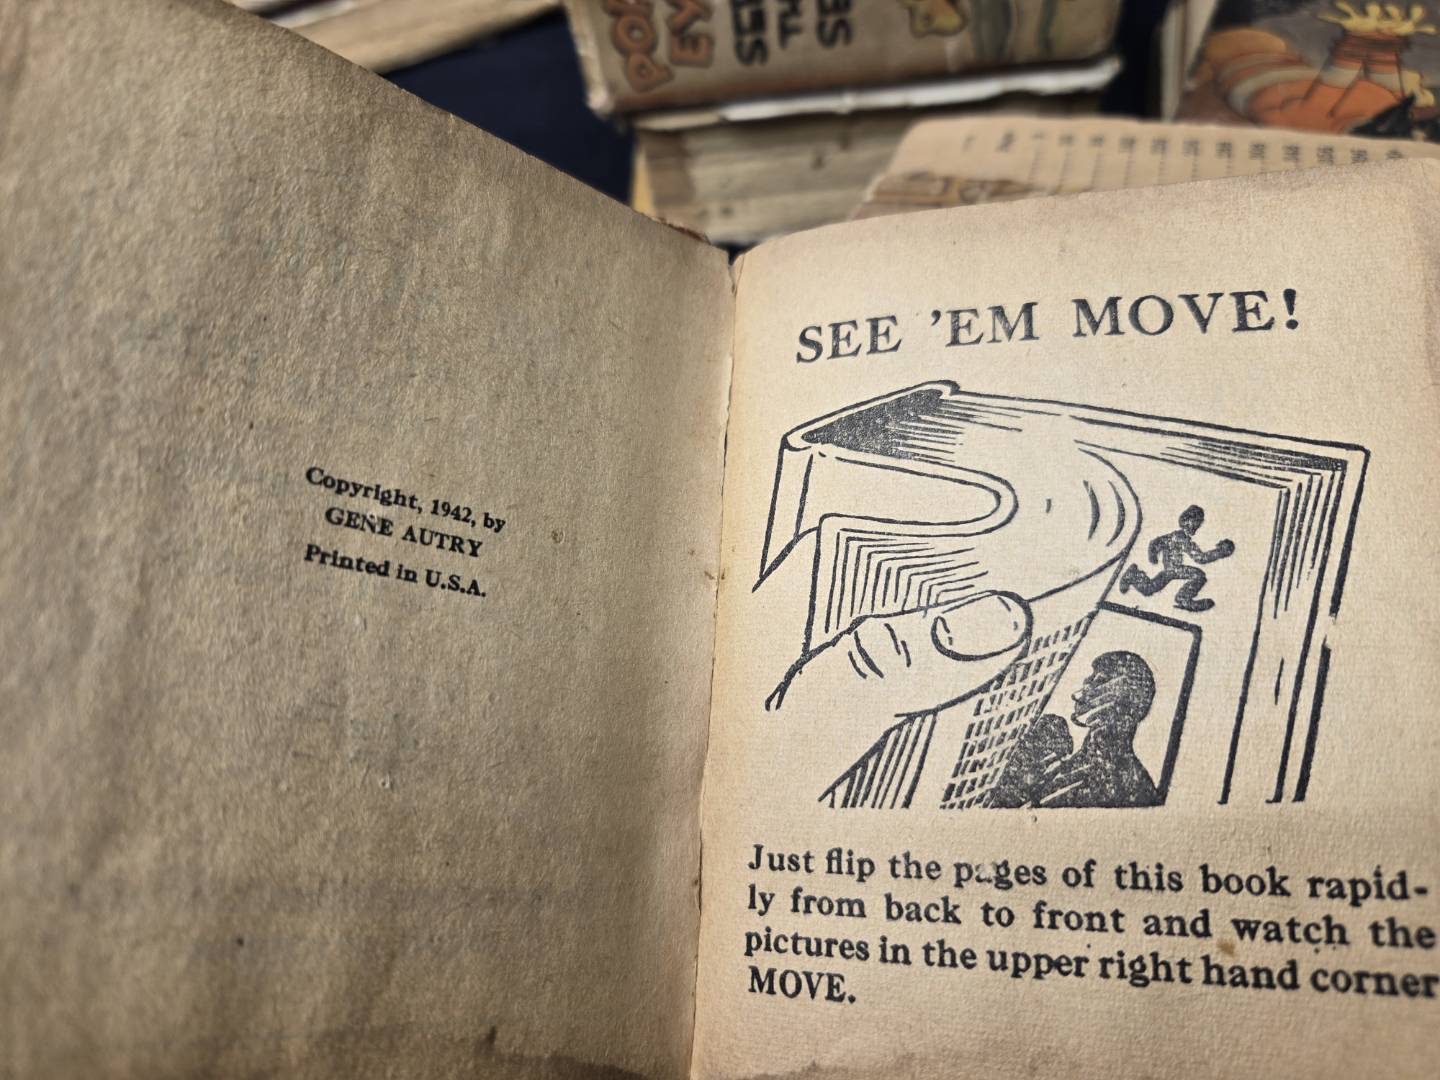 Copyright, 1942, by
GENE AUTRY
Printed in U.S.A.
SEE 'EM MOVE!
Just flip the pages of this book rapid-
ly from back to front and watch the
pictures in the upper right hand corner
MOVE.